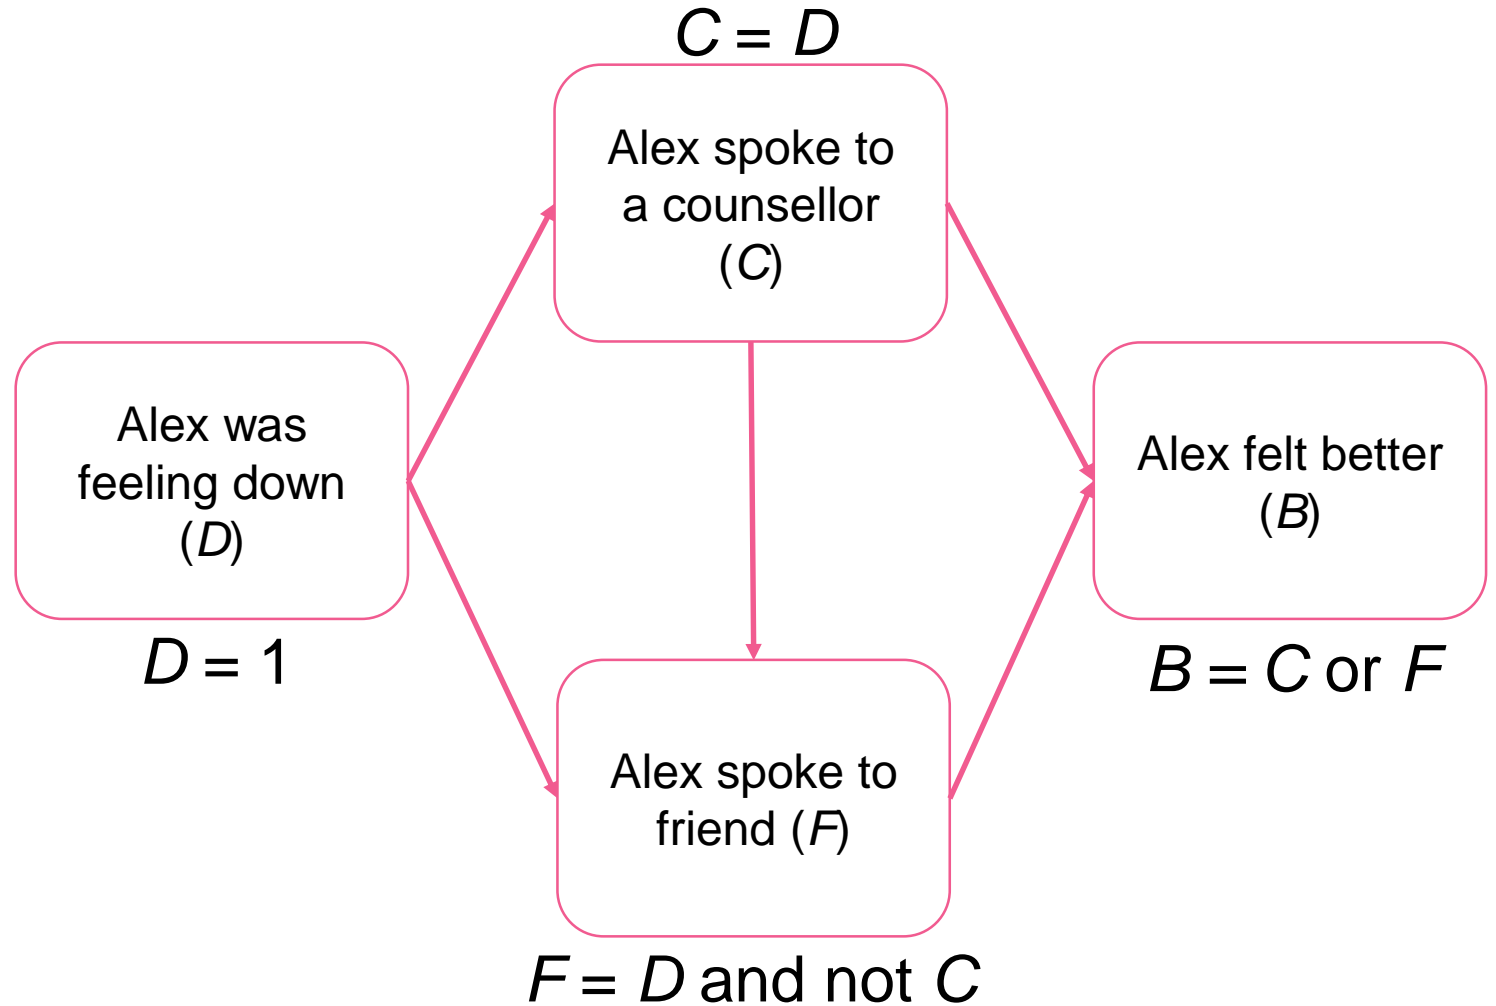 C = D
Alex spoke to
a counsellor
(C)
Alex was
feeling down
(D)
D = 1
Alex felt better
(B)
B = C or F
Alex spoke to
friend (F)
F = D and not C